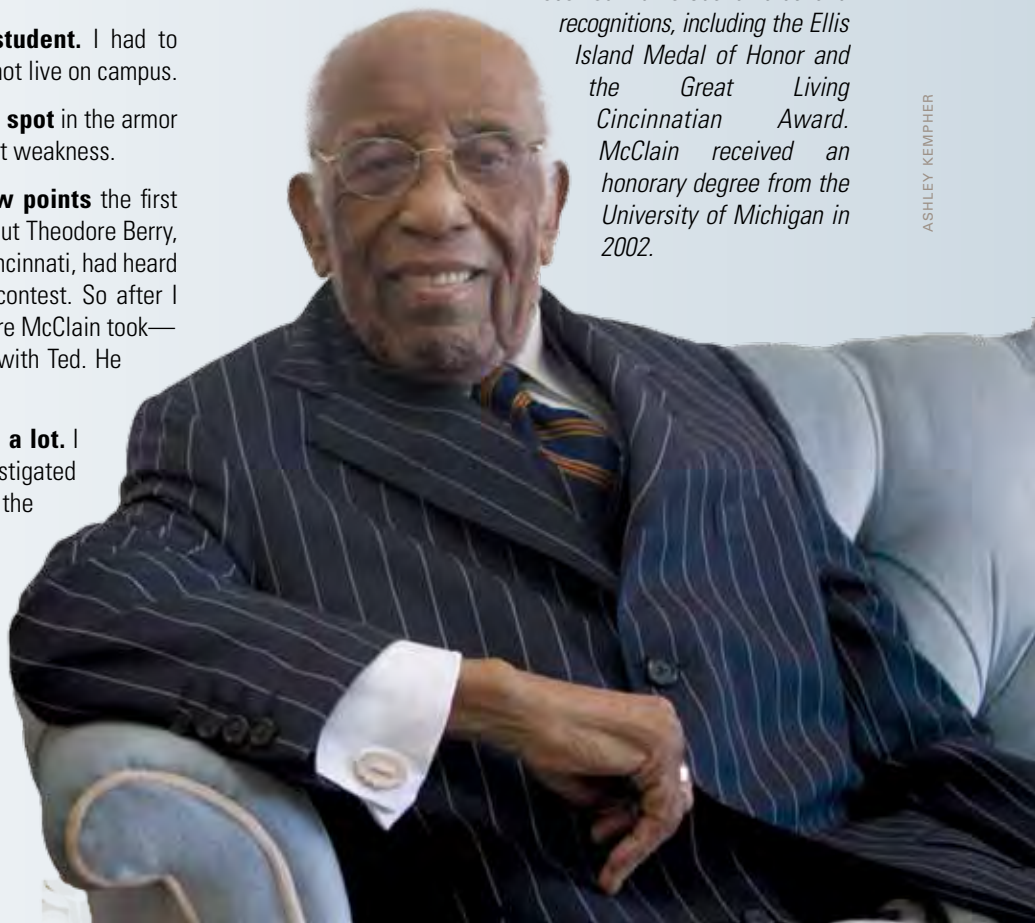 student. I had to
not live on campus.
spot in the armor
t weakness.
w points the first
ut Theodore Berry,
ncinnati, had heard
contest. So after I
re McClain took—
with Ted. He
a lot. I
stigated
the
recognitions, including the Ellis
Island Medal of Honor and
the Great Living
Cincinnatian Award.
McClain received an
honorary degree from the
University of Michigan in
2002.
ASHLEY KEMPHER